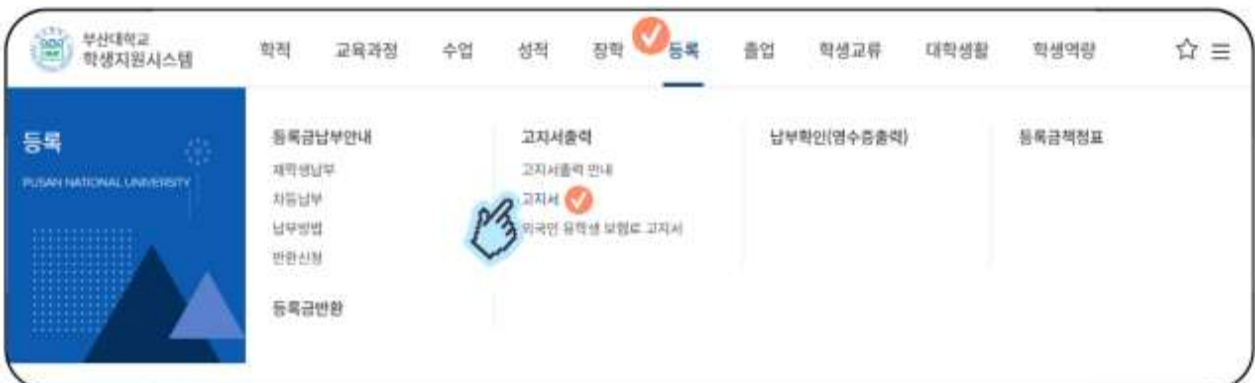 부산대학교
학생지원시스템
학적 교육과정 수업 성적 장학 등록 졸업 학생교류 대학생활 학생역량
등록
PUSAN NATIONAL UNIVERSITY
등록금납부안내
재학생납부
차등납부
납부방법
반환신청
등록금반환
고지서출력
고지서출력 안내
고지서
외국인 유학생 보험료 고지서
납부확인(영수증출력)
등록금책정표